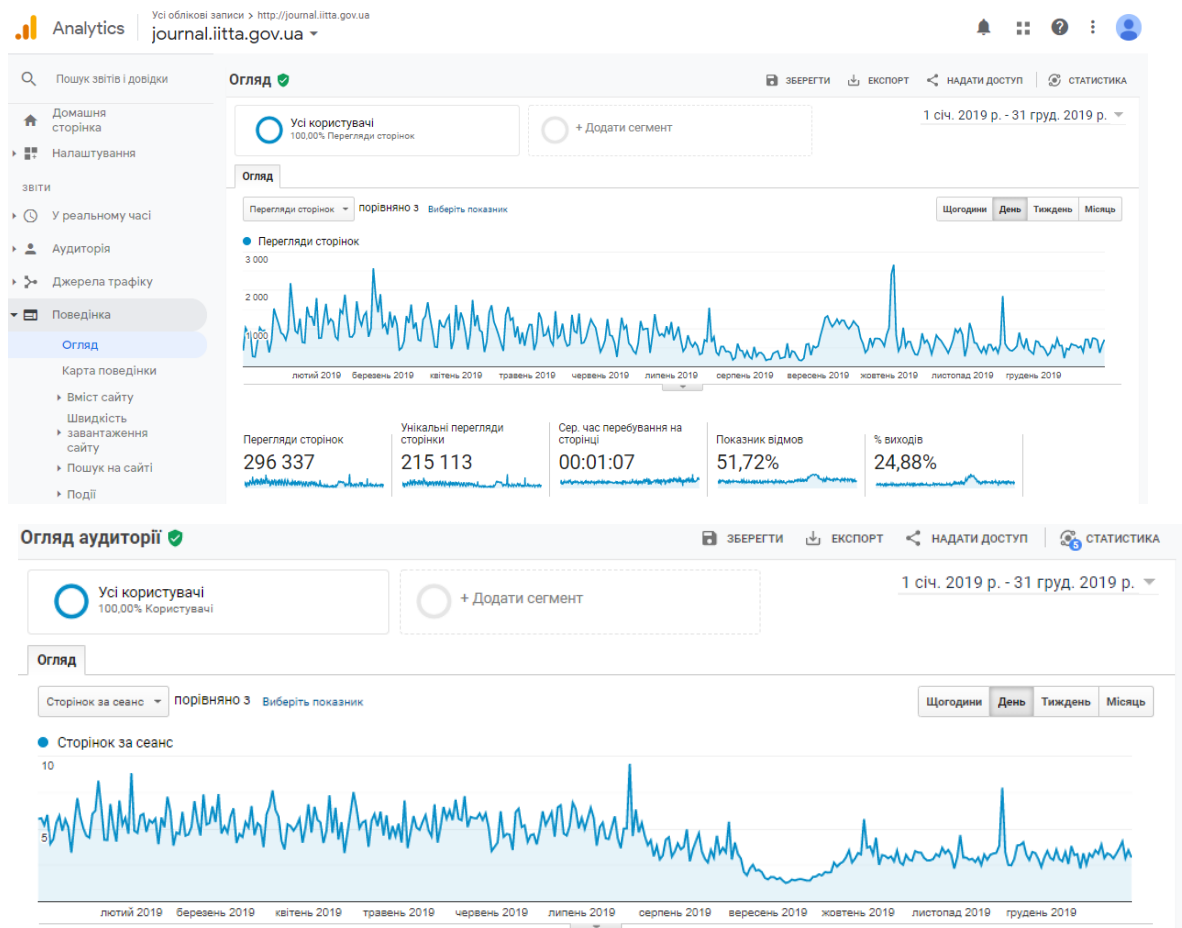 Усі облікові записи > http://journal.iitta.gov.ua
Analytics
journal.iitta.gov.ua
Пошук звітів і довідки
Домашня
сторінка
Налаштування
ЗВІТИ
У реальному часі
Аудиторія
Джерела трафіку
Поведінка
Огляд
Карта поведінки
Вміст сайту
Швидкість
завантаження
сайту
Пошук на сайті
Події
Огляд
ЗБЕРЕГТИ
ЕКСПОРТ
НАДАТИ ДОСТУП
СТАТИСТИКА
Усі користувачі
100,00% Перегляди сторінок
+ Додати сегмент
1 січ. 2019 р. - 31 груд. 2019 р.
Огляд
Перегляди сторінок
порівняно з
Виберіть показник
Щогодини
День
Тиждень
Місяць
Перегляди сторінок
3 000
2 000
1 000
лютий 2019 березень 2019 квітень 2019 травень 2019 червень 2019 липень 2019 серпень 2019 вересень 2019 жовтень 2019 листопад 2019 грудень 2019
Перегляди сторінок
296 337
Унікальні перегляди
сторінки
215 113
Сер. час перебування на
сторінці
00:01:07
Показник відмов
51,72%
% виходів
24,88%
Огляд аудиторії
ЗБЕРЕГТИ
ЕКСПОРТ
НАДАТИ ДОСТУП
5
СТАТИСТИКА
Усі користувачі
100,00% Користувачі
+ Додати сегмент
1 січ. 2019 р. - 31 груд. 2019 р.
Огляд
Сторінок за сеанс
порівняно з
Виберіть показник
Щогодини
День
Тиждень
Місяць
Сторінок за сеанс
10
5
лютий 2019 березень 2019 квітень 2019 травень 2019 червень 2019 липень 2019 серпень 2019 вересень 2019 жовтень 2019 листопад 2019 грудень 2019